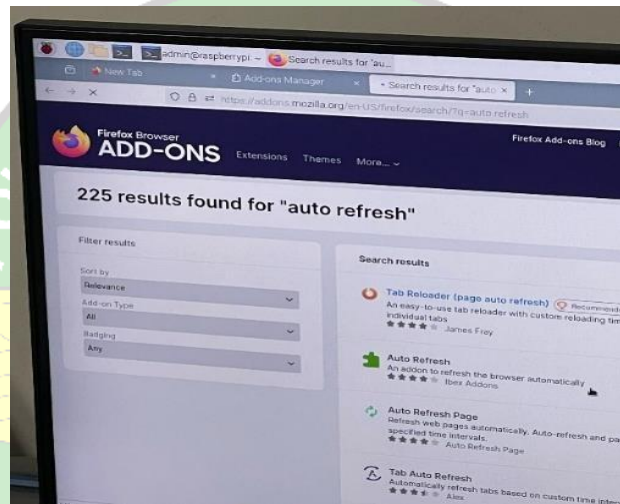 admin@raspberrypi: ~
Search results for 'au...
New Tab
Add-ons Manager
Search results for "auto
https://addons.mozilla.org/en-US/firefox/search/?q=auto refresh
Firefox Browser
ADD-ONS
Extensions
Themes
More...
Firefox Add-ons Blog
225 results found for "auto refresh"
Filter results
Sort by
Relevance
Add-on Type
All
Badging
Any
Search results
Tab Reloader (page auto refresh)
Recommend
An easy-to-use tab reloader with custom reloading tim
individual tabs
James Fray
Auto Refresh
An addon to refresh the browser automatically
Ibex Addons
Auto Refresh Page
Refresh web pages automatically. Auto-refresh and pa
specified time intervals.
Auto Refresh Page
Tab Auto Refresh
Automatically refresh tabs based on custom time inter
Alex